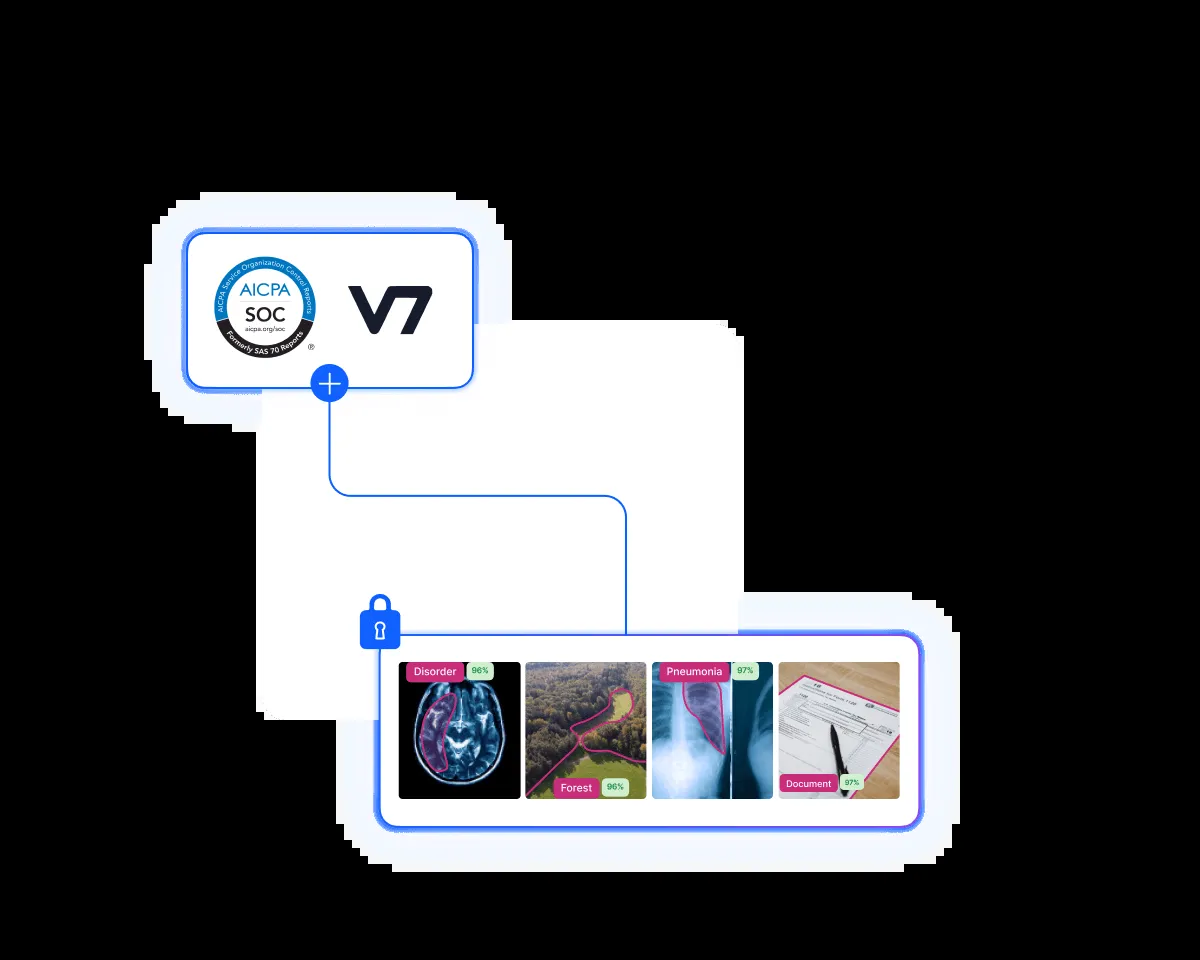 AICPA Service Organization Control Reports
AICPA
SOC
aicpa.org/soc
Formerly SAS 70 Reports
®
V7
Disorder 96%
Pneumonia 97%
Forest 96%
Document 97%